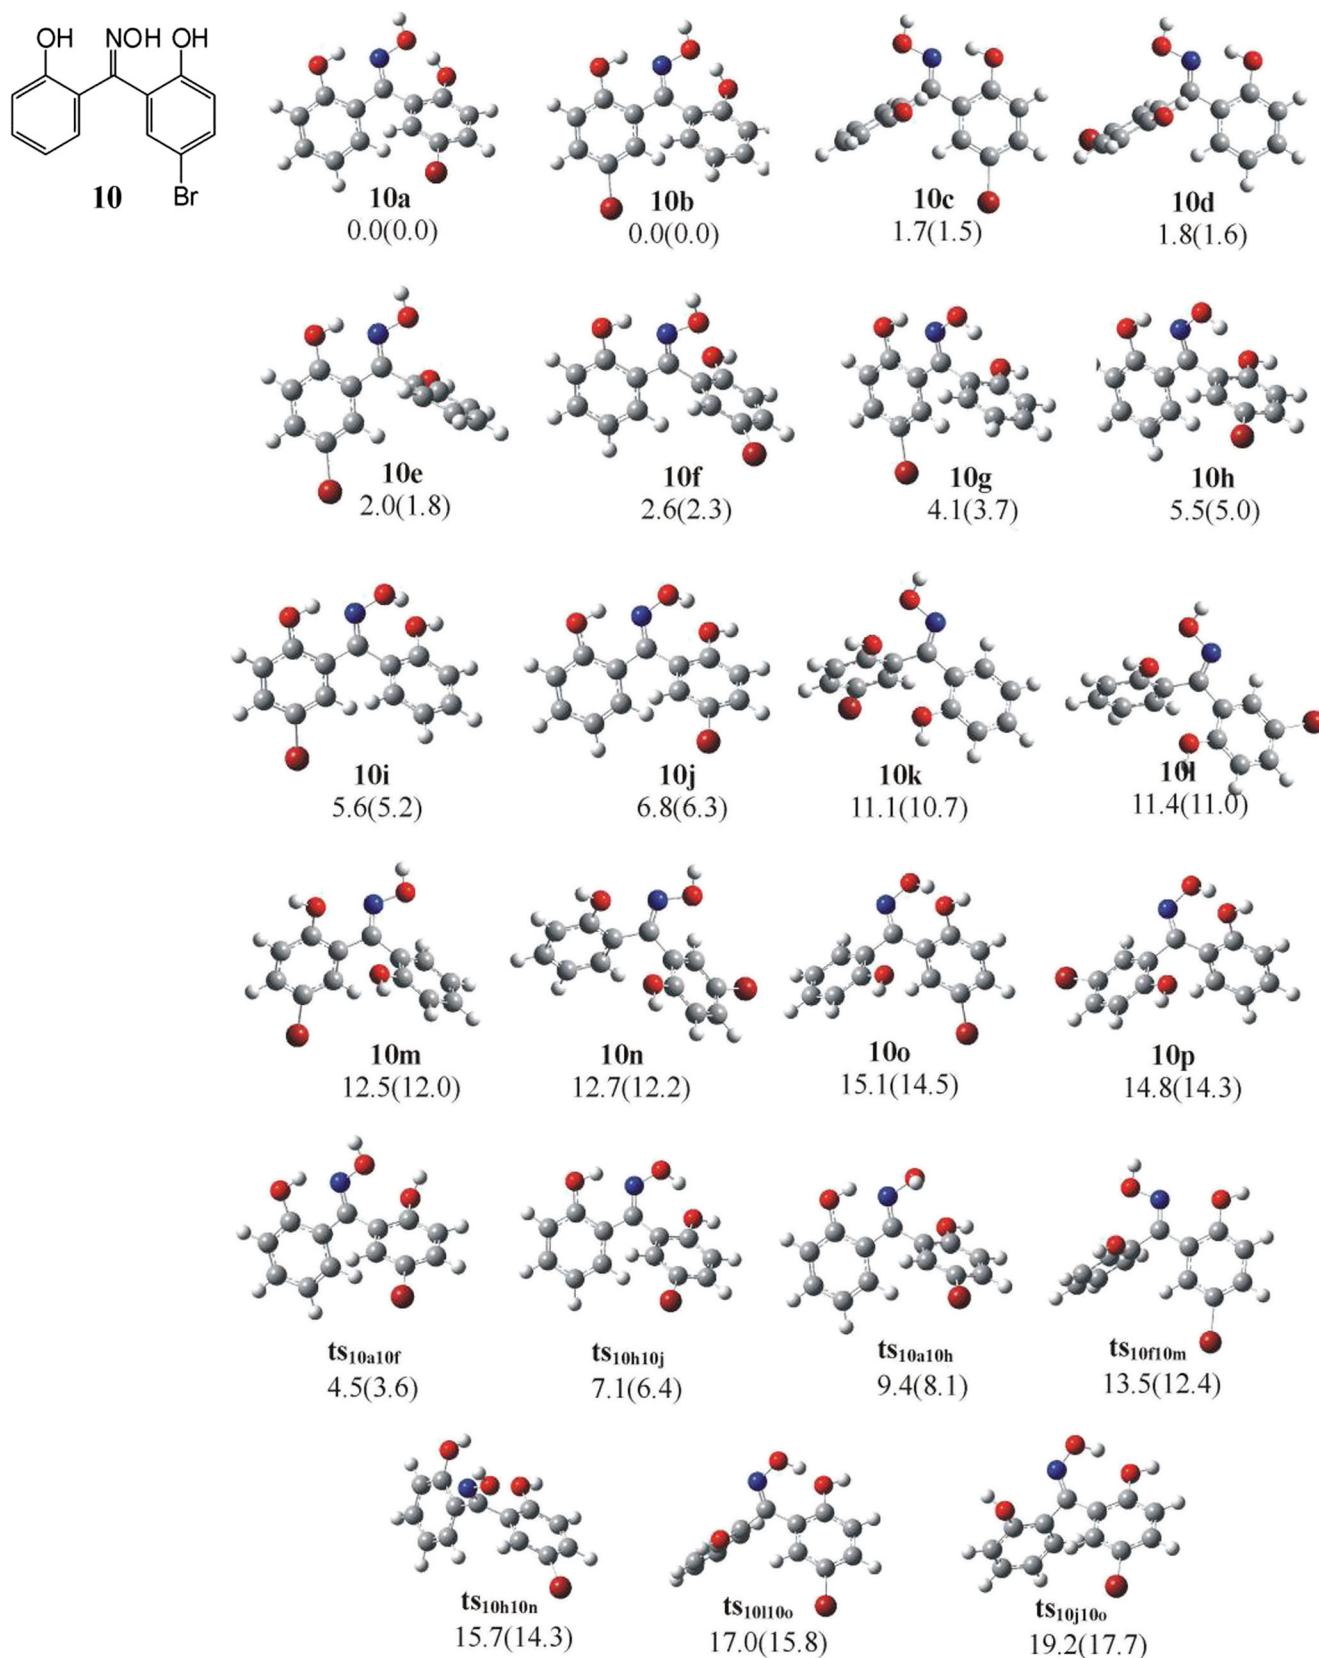 OH NOH OH
Br
10
10a
0.0(0.0)
10b
0.0(0.0)
10c
1.7(1.5)
10d
1.8(1.6)
10e
2.0(1.8)
10f
2.6(2.3)
10g
4.1(3.7)
10h
5.5(5.0)
10i
5.6(5.2)
10j
6.8(6.3)
10k
11.1(10.7)
10l
11.4(11.0)
10m
12.5(12.0)
10n
12.7(12.2)
10o
15.1(14.5)
10p
14.8(14.3)
ts10a10f
4.5(3.6)
ts10h10j
7.1(6.4)
ts10a10h
9.4(8.1)
ts10f10m
13.5(12.4)
ts10h10n
15.7(14.3)
ts10l10o
17.0(15.8)
ts10j10o
19.2(17.7)